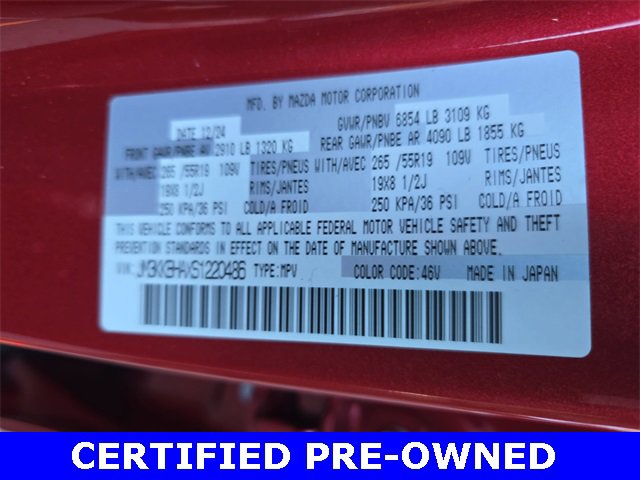 MFD. BY MAZDA MOTOR CORPORATION
DATE 12/24 GVWR/PNBV 6854 LB 3109 KG
FRONT GAWR/PNBE AV 2910 LB 1320 KG REAR GAWR/PNBE AR 4090 LB 1855 KG
WITH/AVEC 265 /55R19 109V TIRES/PNEUS WITH/AVEC 265 /55R19 109V TIRES/PNEUS
19X8 1/2J RIMS/JANTES 19X8 1/2J RIMS/JANTES
250 KPA/36 PSI COLD/A FROID 250 KPA/36 PSI COLD/A FROID
THIS VEHICLE CONFORMS TO ALL APPLICABLE FEDERAL MOTOR VEHICLE SAFETY AND THEFT
PREVENTION STANDARDS IN EFFECT ON THE DATE OF MANUFACTURE SHOWN ABOVE.
VIN: TYPE:MPV COLOR CODE:46V MADE IN JAPAN
CERTIFIED PRE-OWNED